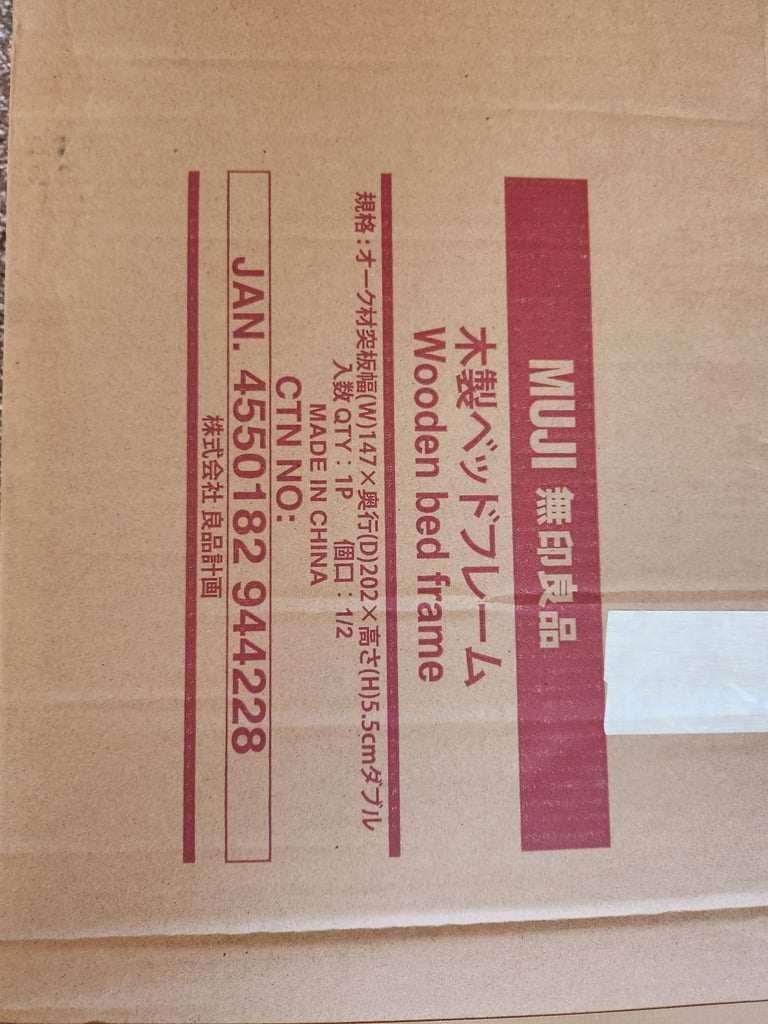 MUJI 無印良品
木製ベッドフレーム
Wooden bed frame
規格：オーク材突板幅(W)147×奥行(D)202×高さ(H)5.5cmダブル
入数 QTY：1P 個口：1/2
MADE IN CHINA
CTN NO:
JAN. 4550182 944228
株式会社 良品計画